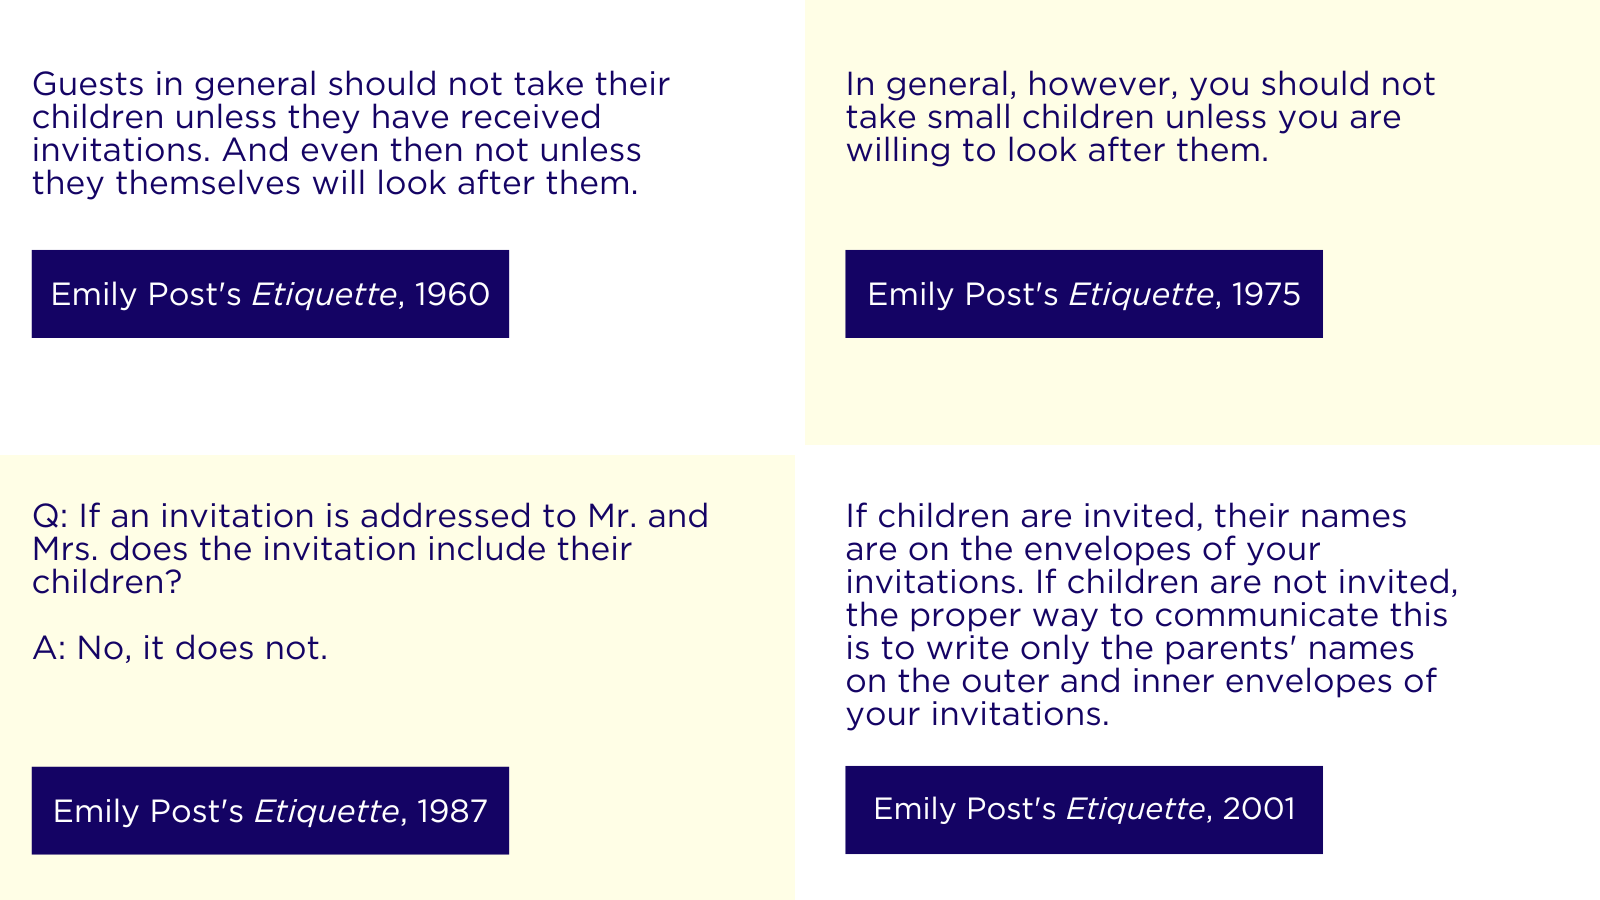 Guests in general should not take their
children unless they have received
invitations. And even then not unless
they themselves will look after them.
Emily Post's Etiquette, 1960
In general, however, you should not
take small children unless you are
willing to look after them.
Emily Post's Etiquette, 1975
Q: If an invitation is addressed to Mr. and
Mrs. does the invitation include their
children?
A: No, it does not.
Emily Post's Etiquette, 1987
If children are invited, their names
are on the envelopes of your
invitations. If children are not invited,
the proper way to communicate this
is to write only the parents' names
on the outer and inner envelopes of
your invitations.
Emily Post's Etiquette, 2001